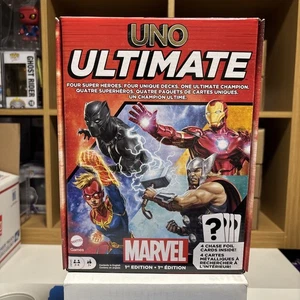 UNO
ULTIMATE
FOUR SUPER HEROES. FOUR UNIQUE DECKS. ONE ULTIMATE CHAMPION.
QUATRE SUPERHÉROS. QUATRE PAQUETS DE CARTES UNIQUES.
UN CHAMPION ULTIME.
GHOST RIDER
?
4 CHASE FOIL
CARDS INSIDE!
4 CARTES
MÉTALLIQUES À
RECHERCHER À
L'INTÉRIEUR!
MARVEL
1ST EDITION • 1RE ÉDITION